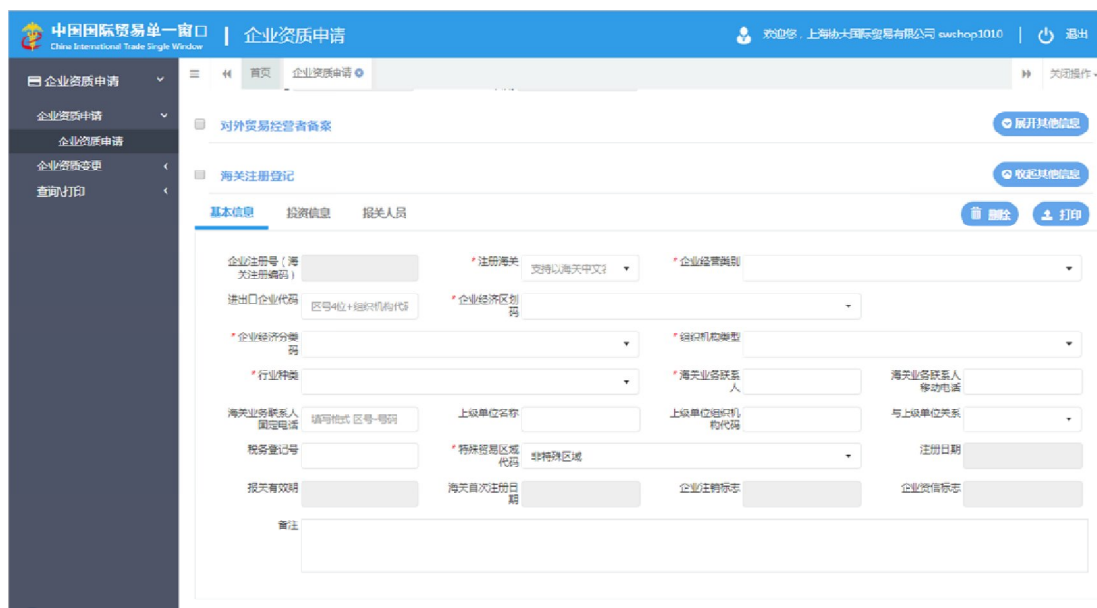 中国国际贸易单一窗口 | 企业资质申请
China International Trade Single Window
欢迎您，上海协大国际贸易有限公司 swchop1010 | 退出
企业资质申请
首页 企业资质申请
关闭操作
企业资质申请
企业资质申请
企业资质变更
查询打印
对外贸易经营者备案
展开其他信息
海关注册登记
收起其他信息
基本信息 投资信息 报关人员
删除 打印
企业注册号（海关注册编码）
*注册海关 支持以海关中文
*企业经营类别
进出口企业代码 区号4位+组织机构代
*企业经济区划码
*企业经济分类码
*组织机构类型
*行业种类
*海关业务联系人
海关业务联系人移动电话
海关业务联系人固定电话 填写格式 区号-号码
上级单位名称
上级单位组织机构代码
与上级单位关系
税务登记号
*特殊贸易区域代码 非特殊区域
注册日期
报关有效期
海关首次注册日期
企业注销标志
企业资信标志
备注